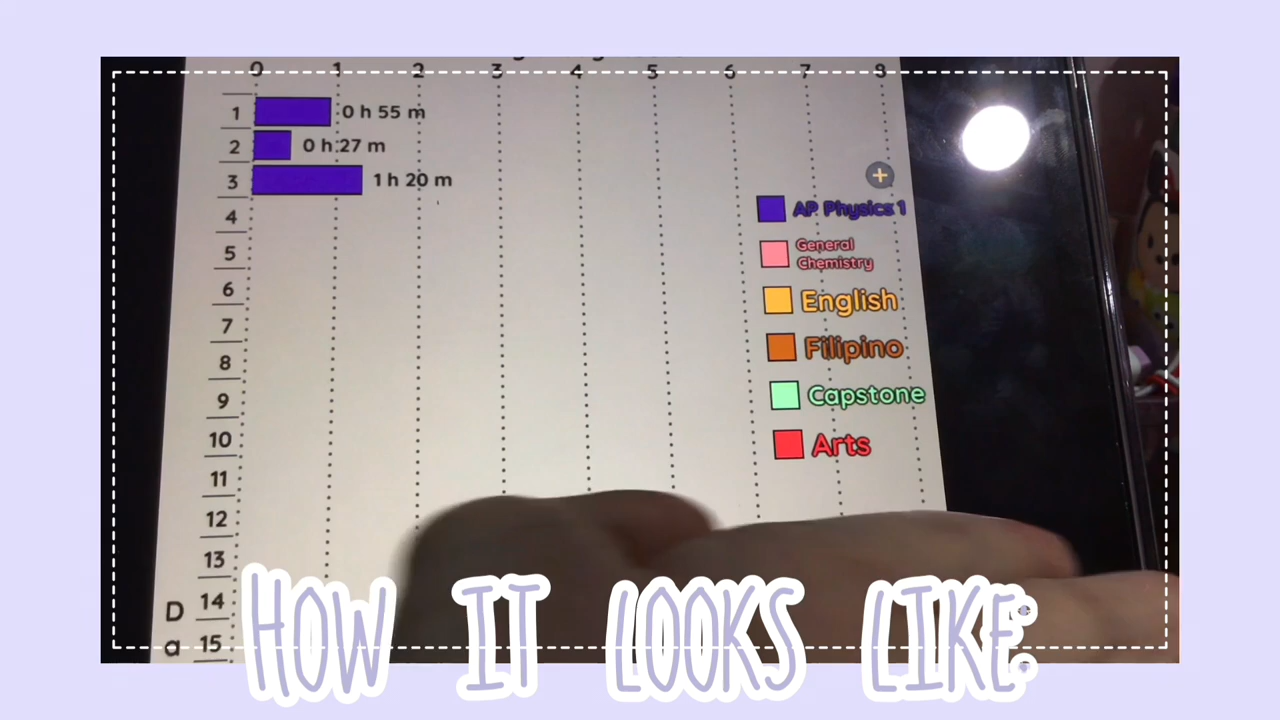 0 1 2 3 4 5 6 7 8
1 0 h 55 m
2 0 h 27 m
3 1 h 20 m
4
5
6
7
8
9
10
11
12
13
14
15
D
a
+
AP Physics 1
General
Chemistry
English
Filipino
Capstone
Arts
HOW IT LOOKS LIKE: